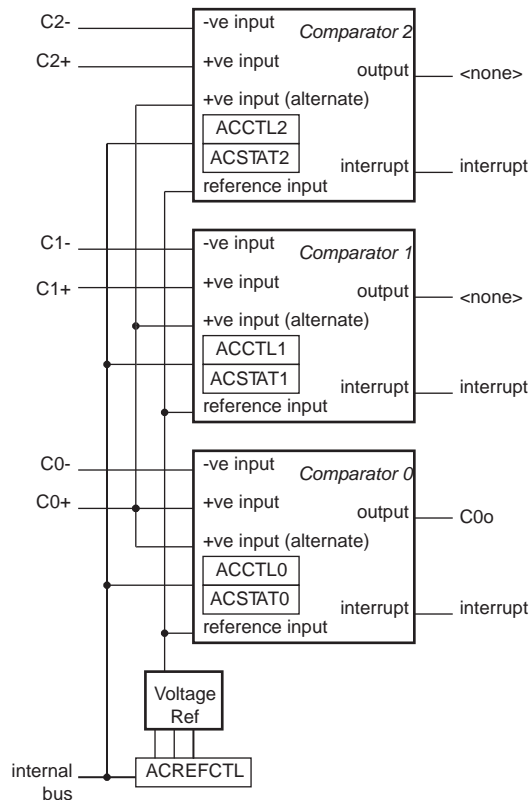 C2-
-ve input
Comparator 2
C2+
+ve input
output
<none>
+ve input (alternate)
ACCTL2
ACSTAT2
interrupt
interrupt
reference input
C1-
-ve input
Comparator 1
C1+
+ve input
output
<none>
+ve input (alternate)
ACCTL1
ACSTAT1
interrupt
interrupt
reference input
C0-
-ve input
Comparator 0
C0+
+ve input
output
C0o
+ve input (alternate)
ACCTL0
ACSTAT0
interrupt
interrupt
reference input
Voltage
Ref
internal
bus
ACREFCTL